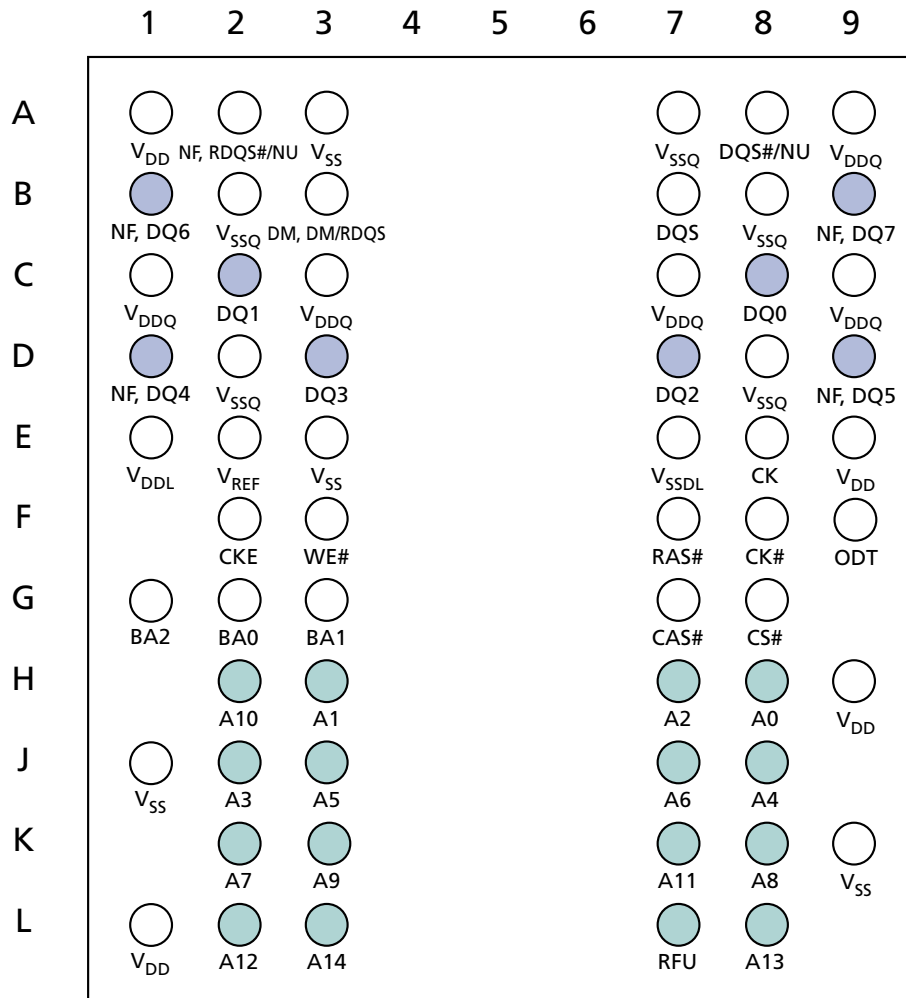 1 2 3 4 5 6 7 8 9
A
VDD NF, RDQS#/NU VSS VSSQ DQS#/NU VDDQ
B
NF, DQ6 VSSQ DM, DM/RDQS DQS VSSQ NF, DQ7
C
VDDQ DQ1 VDDQ VDDQ DQ0 VDDQ
D
NF, DQ4 VSSQ DQ3 DQ2 VSSQ NF, DQ5
E
VDDL VREF VSS VSSDL CK VDD
F
CKE WE# RAS# CK# ODT
G
BA2 BA0 BA1 CAS# CS#
H
A10 A1 A2 A0 VDD
J
VSS A3 A5 A6 A4
K
A7 A9 A11 A8 VSS
L
VDD A12 A14 RFU A13